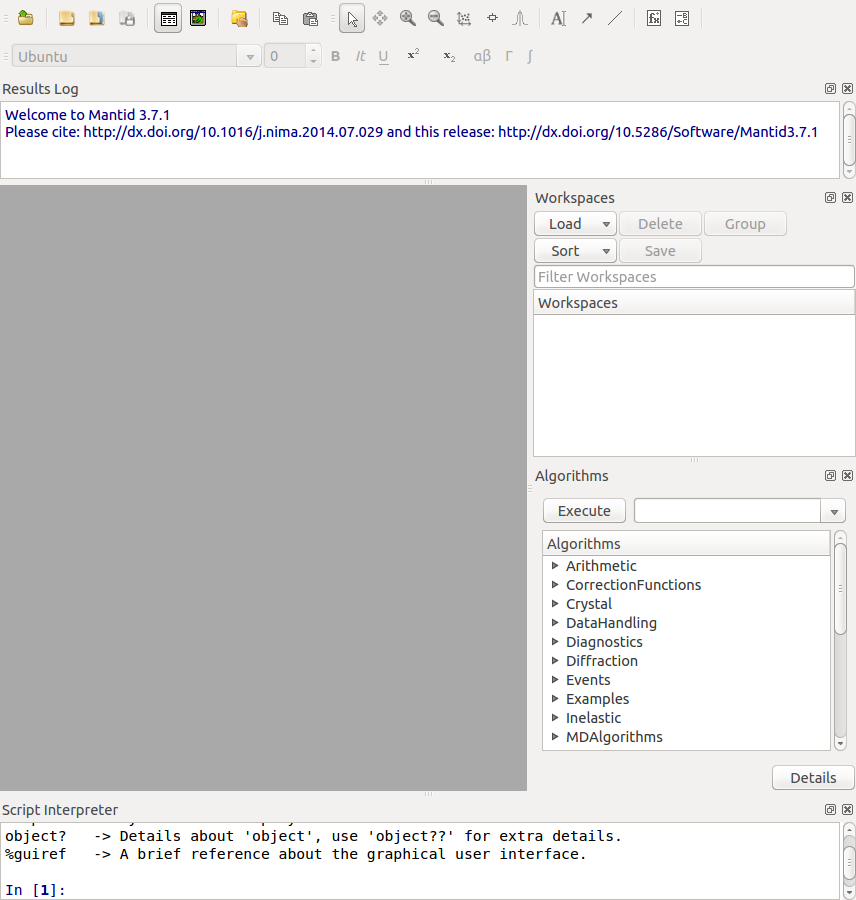 Ubuntu 0 B It U x² x₂ αβ Γ ∫
Results Log
Welcome to Mantid 3.7.1
Please cite: http://dx.doi.org/10.1016/j.nima.2014.07.029 and this release: http://dx.doi.org/10.5286/Software/Mantid3.7.1
Workspaces
Load Delete Group
Sort Save
Filter Workspaces
Workspaces
Algorithms
Execute
Algorithms
Arithmetic
CorrectionFunctions
Crystal
DataHandling
Diagnostics
Diffraction
Events
Examples
Inelastic
MDAlgorithms
Details
Script Interpreter
object?   -> Details about 'object', use 'object??' for extra details.
%guiref   -> A brief reference about the graphical user interface.
In [1]: